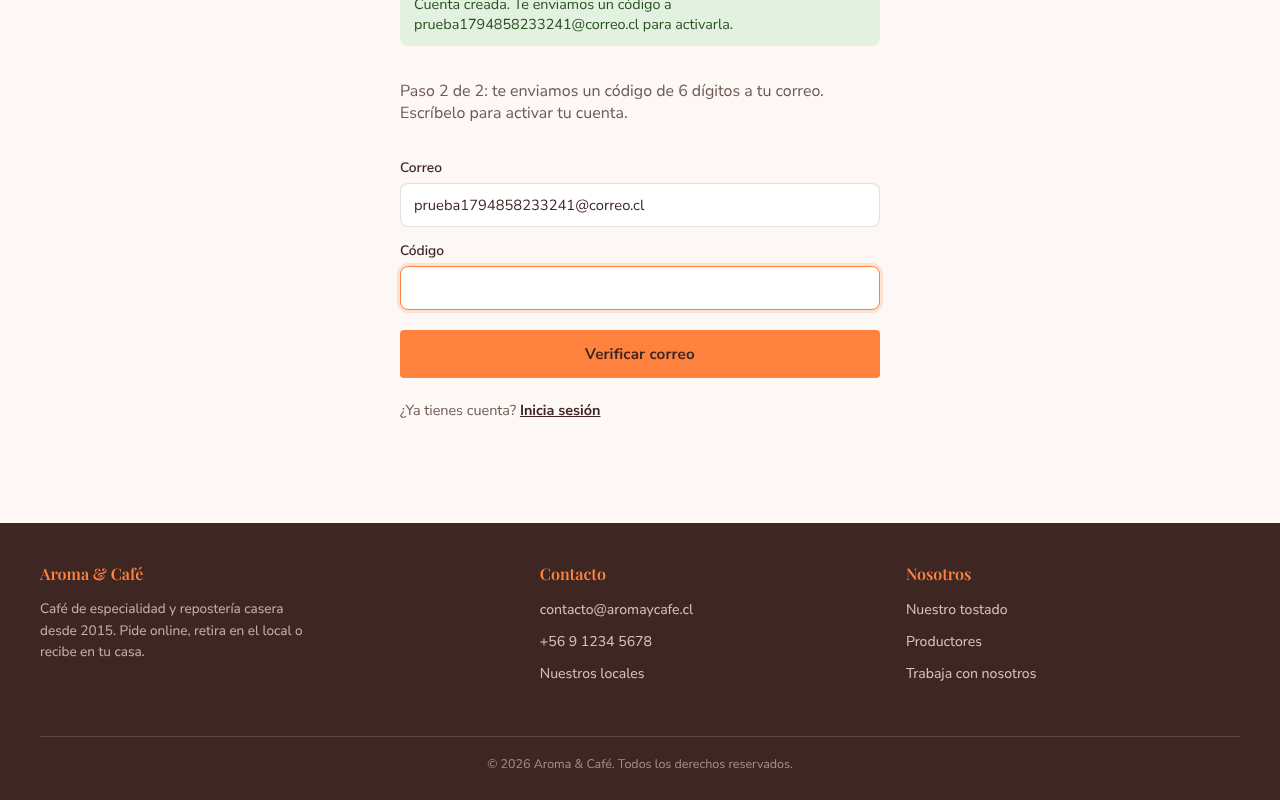 Cuenta creada. Te enviamos un código a
prueba1794858233241@correo.cl para activarla.
Paso 2 de 2: te enviamos un código de 6 dígitos a tu correo.
Escríbelo para activar tu cuenta.
Correo
prueba1794858233241@correo.cl
Código
Verificar correo
¿Ya tienes cuenta? Inicia sesión
Aroma & Café
Café de especialidad y repostería casera
desde 2015. Pide online, retira en el local o
recibe en tu casa.
Contacto
contacto@aromaycafe.cl
+56 9 1234 5678
Nuestros locales
Nosotros
Nuestro tostado
Productores
Trabaja con nosotros
© 2026 Aroma & Café. Todos los derechos reservados.